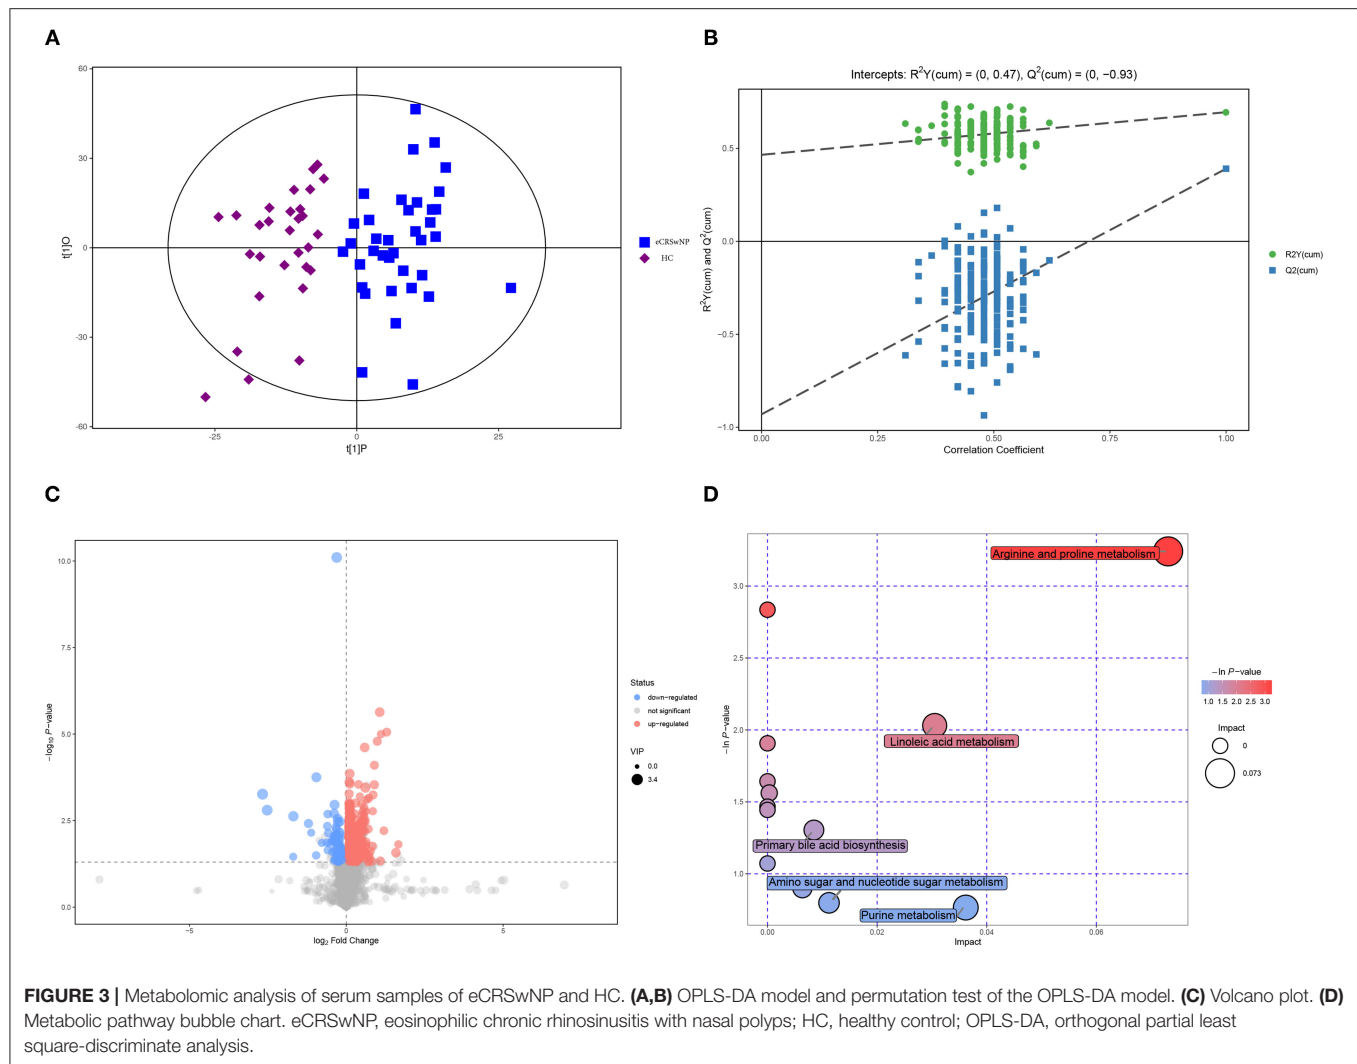 A
60
30
0
-30
-60
-25
0
25
t[1]O
t[1]P
eCRSwNP
HC
B
Intercepts: R²Y(cum) = (0, 0.47), Q²(cum) = (0, −0.93)
0.5
0.0
−0.5
−1.0
0.00
0.25
0.50
0.75
1.00
R²Y(cum) and Q²(cum)
Correlation Coefficient
R2Y(cum)
Q2(cum)
C
10.0
7.5
5.0
2.5
0.0
−5
0
5
−log₁₀ P−value
log₂ Fold Change
Status
down−regulated
not significant
up−regulated
VIP
0.0
3.4
D
3.0
2.5
2.0
1.5
1.0
0.00
0.02
0.04
0.06
−ln P−value
Impact
Arginine and proline metabolism
Linoleic acid metabolism
Primary bile acid biosynthesis
Amino sugar and nucleotide sugar metabolism
Purine metabolism
−ln P−value
1.0 1.5 2.0 2.5 3.0
Impact
0
0.073
FIGURE 3 | Metabolomic analysis of serum samples of eCRSwNP and HC. (A,B) OPLS-DA model and permutation test of the OPLS-DA model. (C) Volcano plot. (D)
Metabolic pathway bubble chart. eCRSwNP, eosinophilic chronic rhinosinusitis with nasal polyps; HC, healthy control; OPLS-DA, orthogonal partial least
square-discriminate analysis.